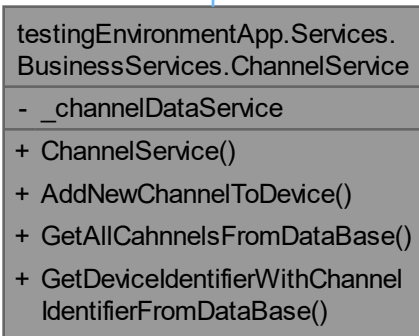 testingEnvironmentApp.Services.
BusinessServices.ChannelService
- _channelDataService
+ ChannelService()
+ AddNewChannelToDevice()
+ GetAllCahnnelsFromDataBase()
+ GetDeviceIdentifierWithChannel
IdentifierFromDataBase()